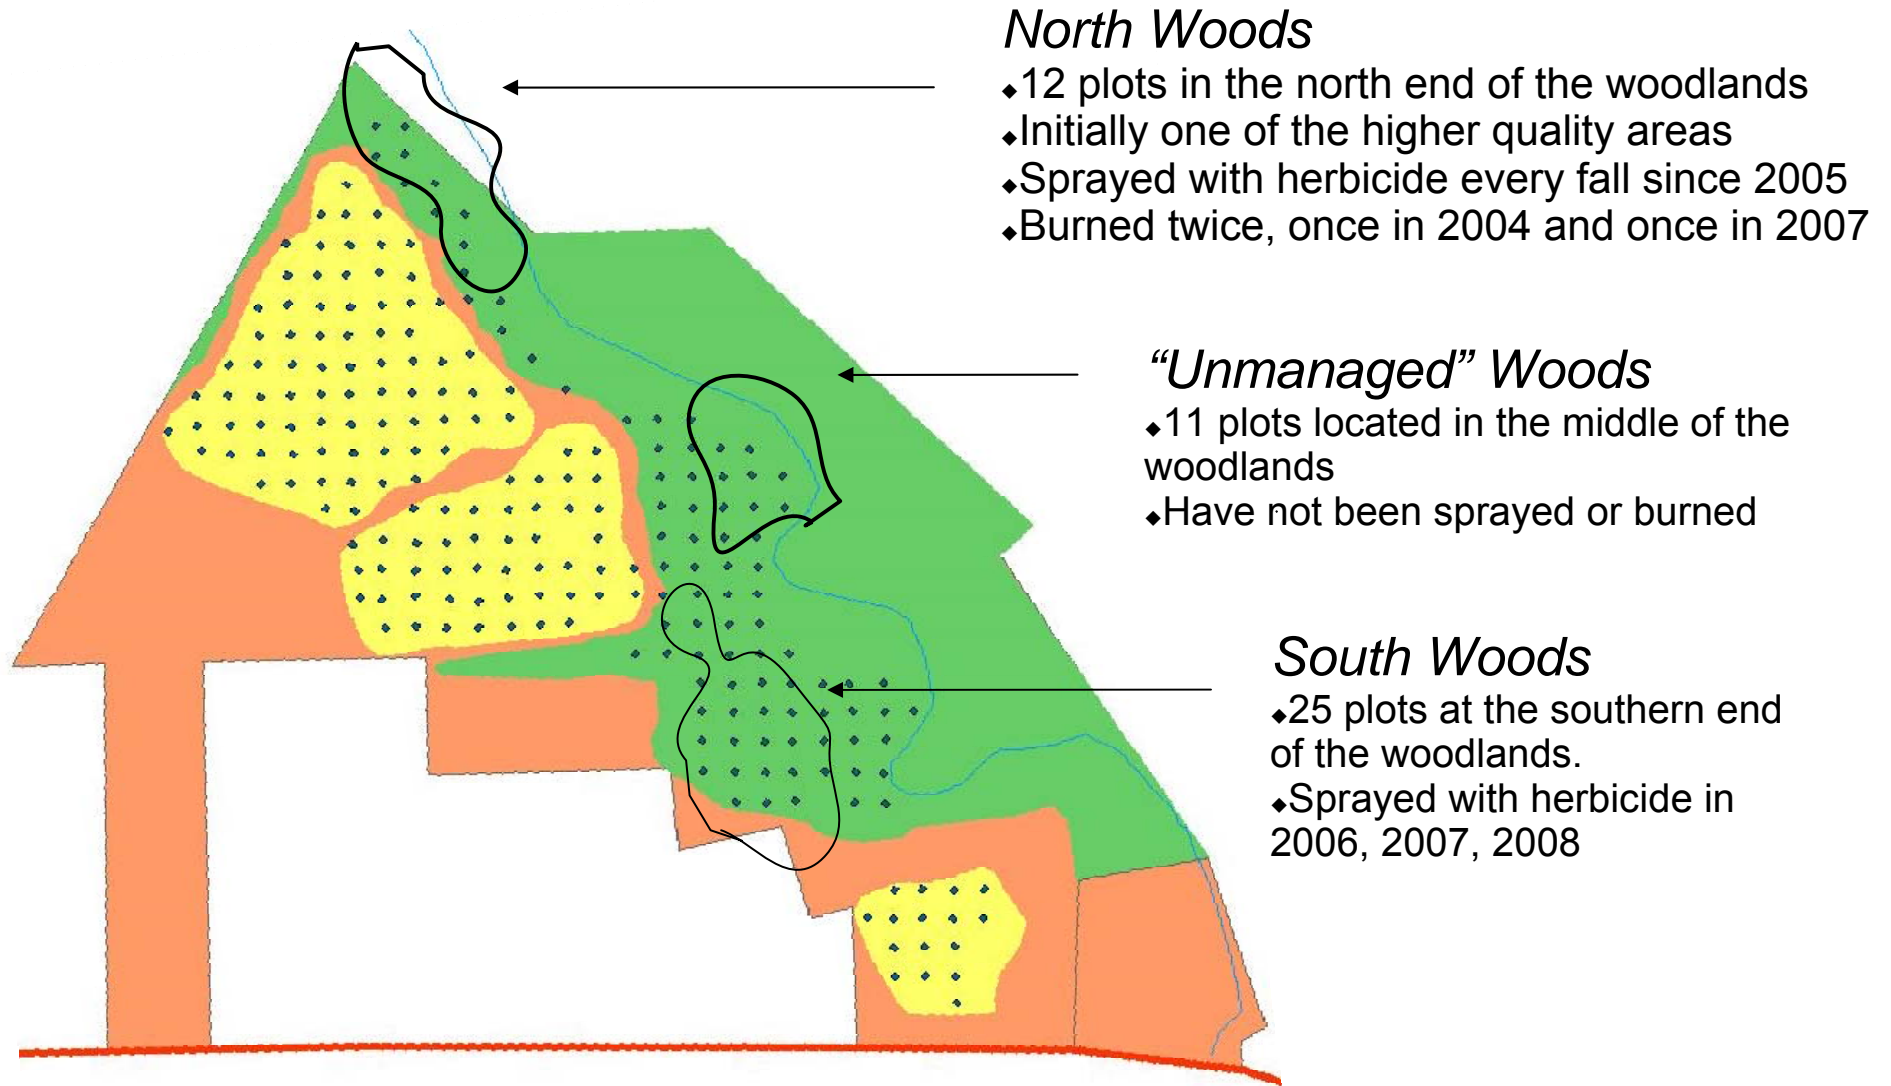 North Woods
◆12 plots in the north end of the woodlands
◆Initially one of the higher quality areas
◆Sprayed with herbicide every fall since 2005
◆Burned twice, once in 2004 and once in 2007
“Unmanaged” Woods
◆11 plots located in the middle of the
woodlands
◆Have not been sprayed or burned
South Woods
◆25 plots at the southern end
of the woodlands.
◆Sprayed with herbicide in
2006, 2007, 2008